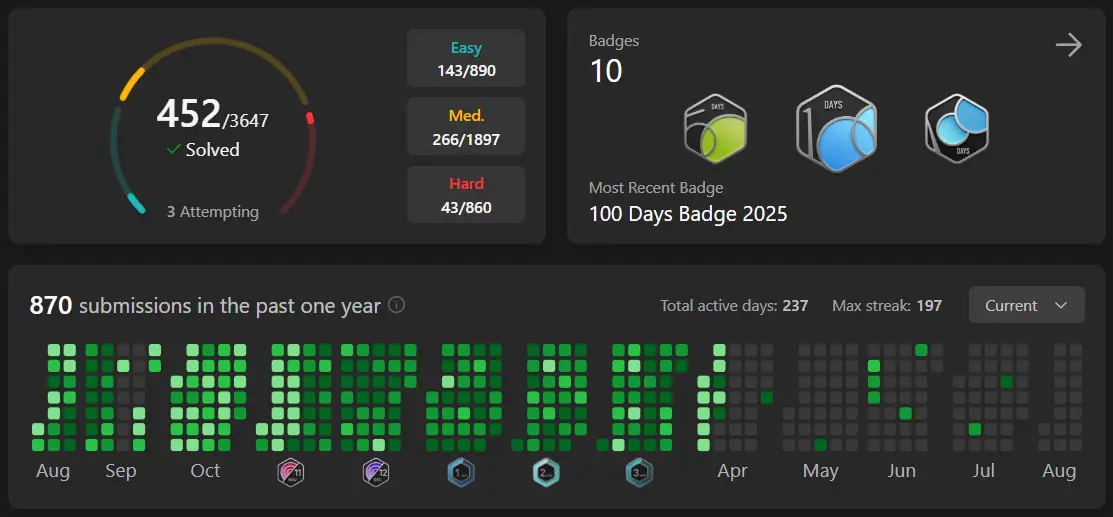 452/3647
Solved
3 Attempting
Easy
143/890
Med.
266/1897
Hard
43/860
Badges
10
DAYS
DAYS
DAYS
Most Recent Badge
100 Days Badge 2025
870 submissions in the past one year
Total active days: 237
Max streak: 197
Current
Aug Sep Oct Apr May Jun Jul Aug
11
NOV
12
DEC
1
2
3